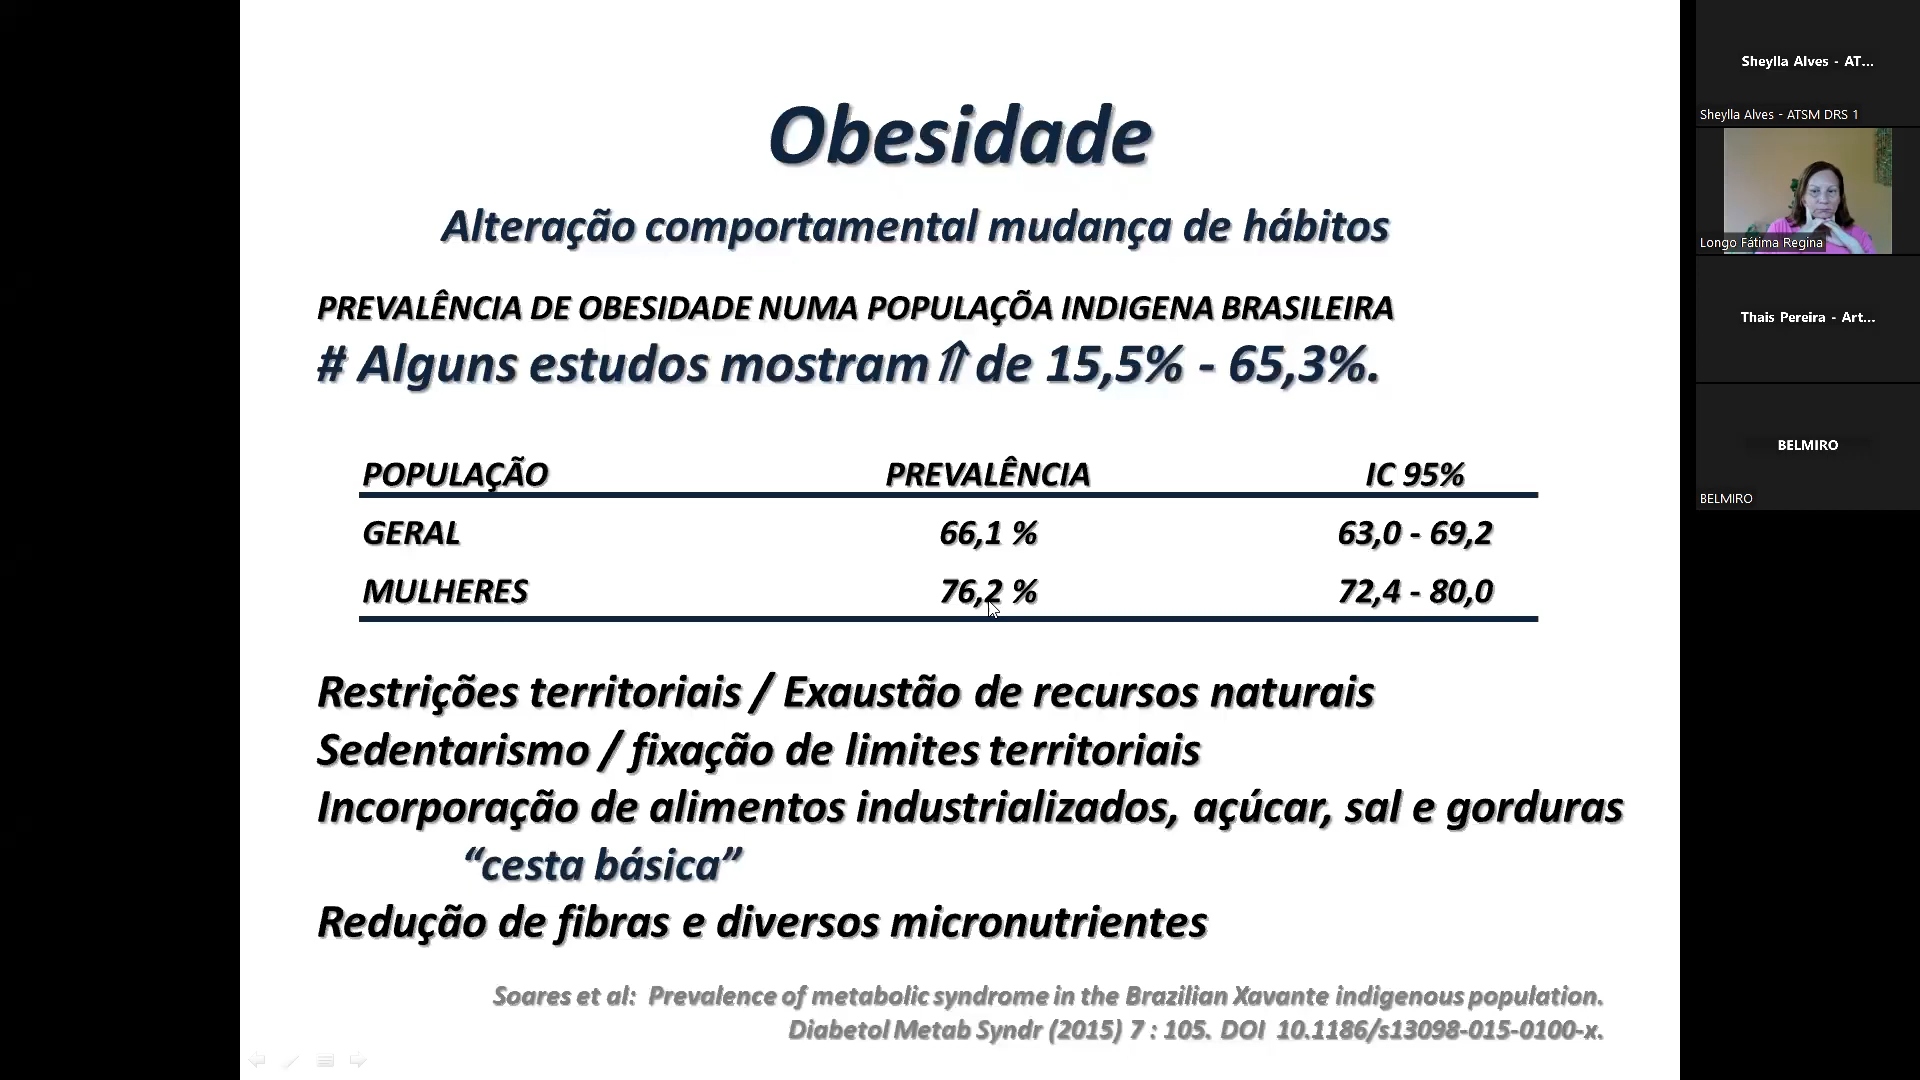 Obesidade
Alteração comportamental mudança de hábitos
PREVALÊNCIA DE OBESIDADE NUMA POPULAÇÕA INDIGENA BRASILEIRA
# Alguns estudos mostram ⇑ de 15,5% - 65,3%.
POPULAÇÃO PREVALÊNCIA IC 95%
GERAL 66,1 % 63,0 - 69,2
MULHERES 76,2 % 72,4 - 80,0
Restrições territoriais / Exaustão de recursos naturais
Sedentarismo / fixação de limites territoriais
Incorporação de alimentos industrializados, açúcar, sal e gorduras
“cesta básica”
Redução de fibras e diversos micronutrientes
Soares et al: Prevalence of metabolic syndrome in the Brazilian Xavante indigenous population.
Diabetol Metab Syndr (2015) 7 : 105. DOI 10.1186/s13098-015-0100-x.
Sheylla Alves - AT...
Sheylla Alves - ATSM DRS 1
Longo Fátima Regina
Thais Pereira - Art...
BELMIRO
BELMIRO